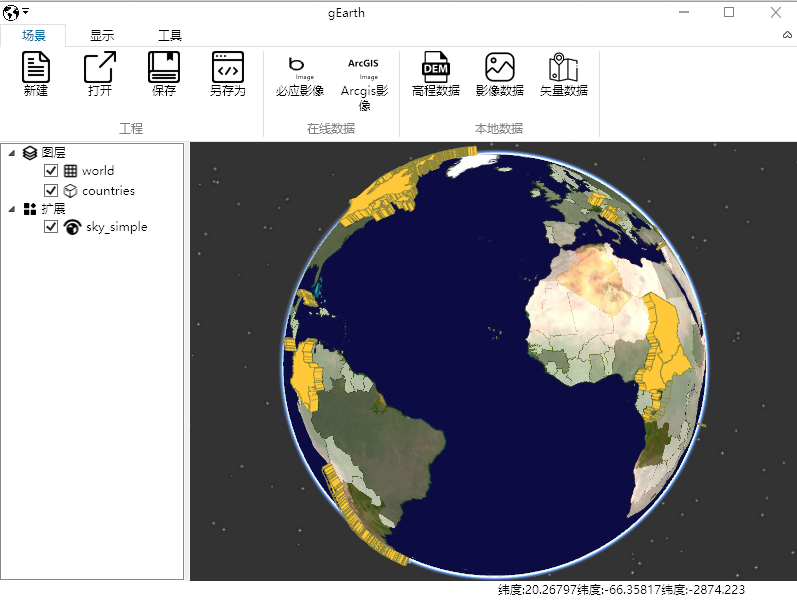 gEarth
场景 显示 工具
新建 打开 保存 另存为
b Image 必应影像
ArcGIS Image Arcgis影像
DEM 高程数据 影像数据 矢量数据
工程 在线数据 本地数据
图层
world
countries
扩展
sky_simple
纬度:20.26797纬度:-66.35817纬度:-2874.223